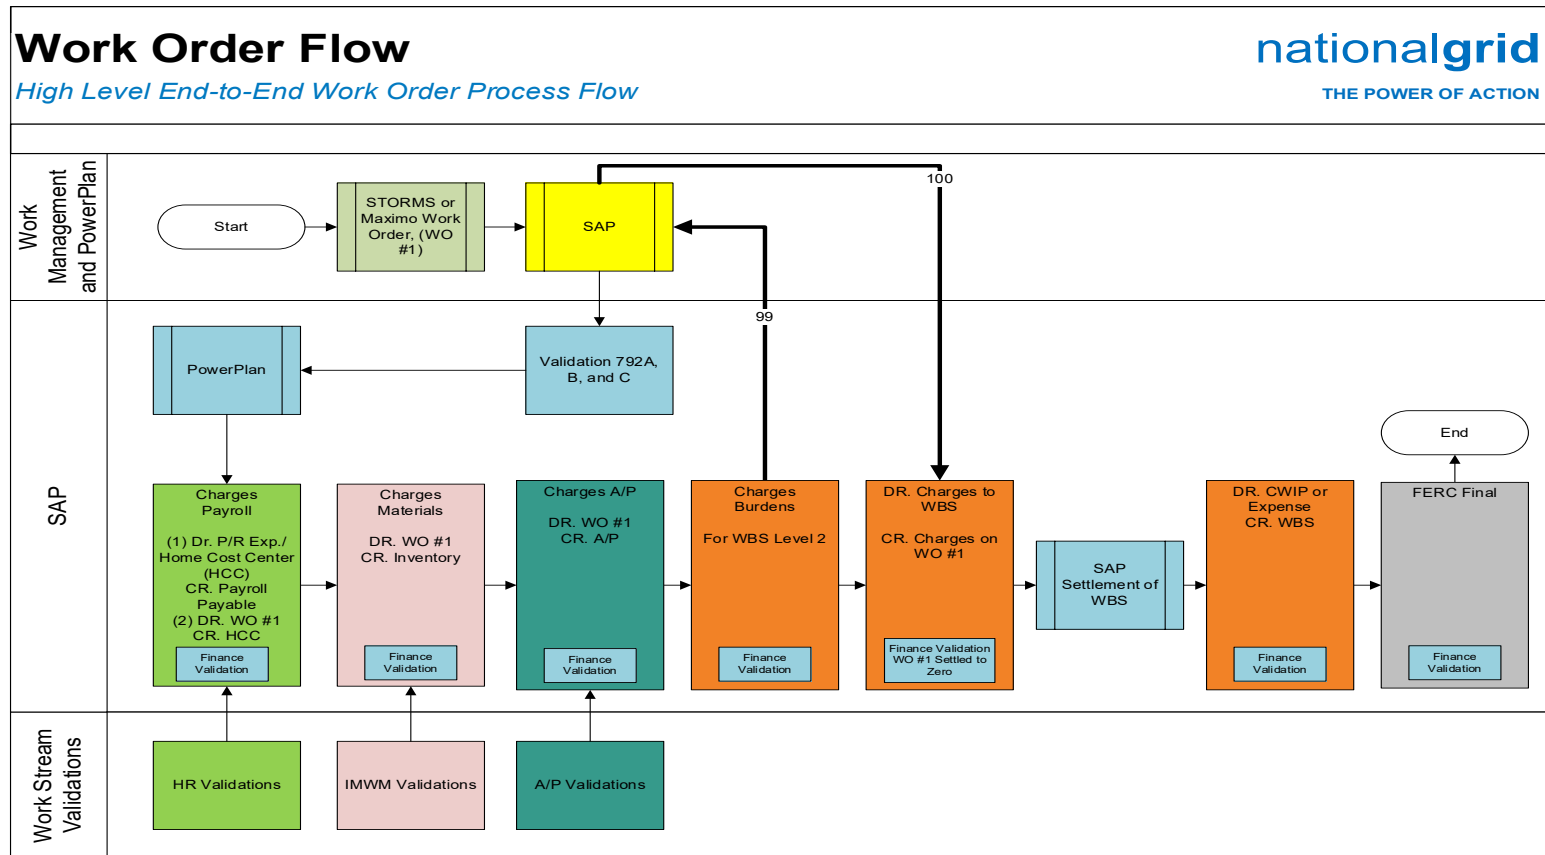 Work Order Flow
High Level End-to-End Work Order Process Flow
nationalgrid
THE POWER OF ACTION
Work
Management
and PowerPlan
Start
STORMS or
Maximo Work
Order, (WO
#1)
SAP
100
99
SAP
PowerPlan
Validation 792A,
B, and C
End
Charges
Payroll
(1) Dr. P/R Exp./
Home Cost Center
(HCC)
CR. Payroll
Payable
(2) DR. WO #1
CR. HCC
Finance
Validation
Charges
Materials
DR. WO #1
CR. Inventory
Finance
Validation
Charges A/P
DR. WO #1
CR. A/P
Finance
Validation
Charges
Burdens
For WBS Level 2
Finance
Validation
DR. Charges to
WBS
CR. Charges on
WO #1
Finance Validation
WO #1 Settled to
Zero
SAP
Settlement of
WBS
DR. CWIP or
Expense
CR. WBS
Finance
Validation
FERC Final
Finance
Validation
Work Stream
Validations
HR Validations
IMWM Validations
A/P Validations